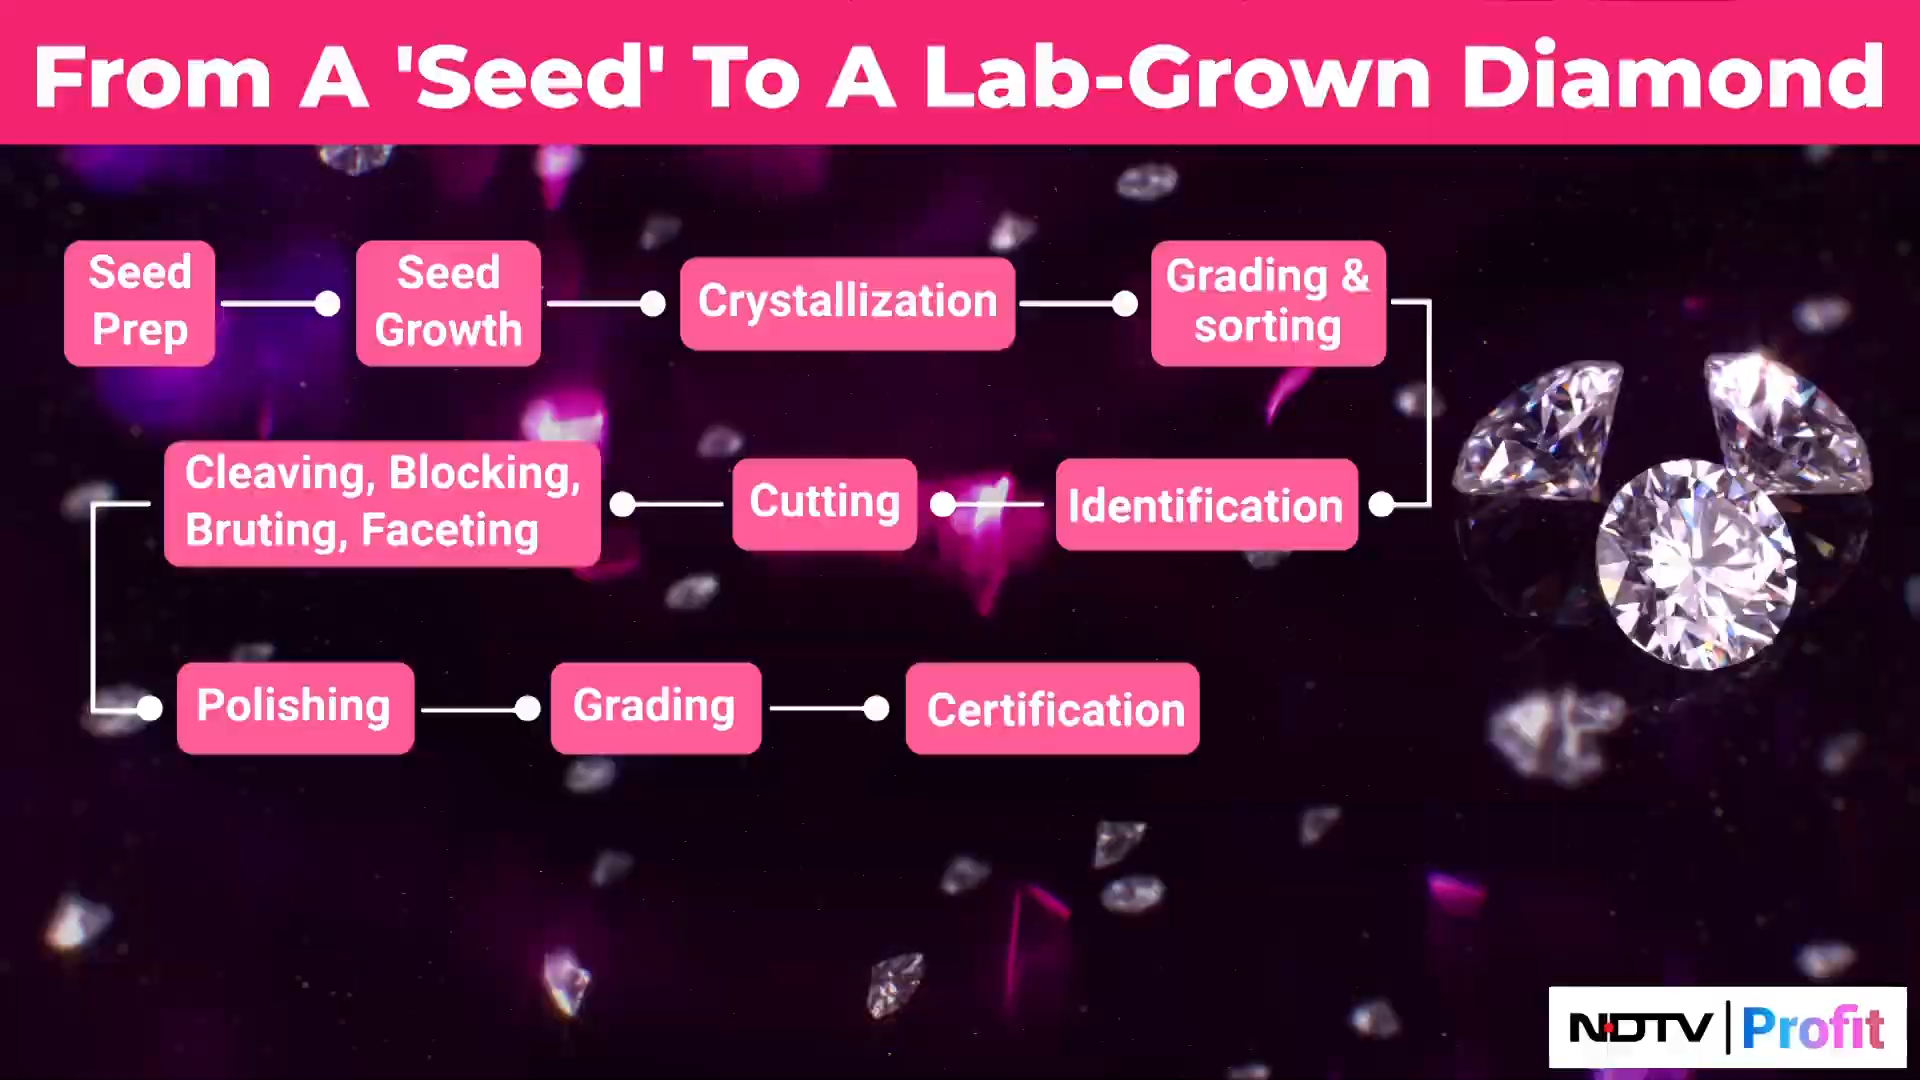 From A 'Seed' To A Lab-Grown Diamond
Seed
Prep
Seed
Growth
Crystallization
Grading &
sorting
Identification
Cutting
Cleaving, Blocking,
Bruting, Faceting
Polishing
Grading
Certification
NDTV | Profit